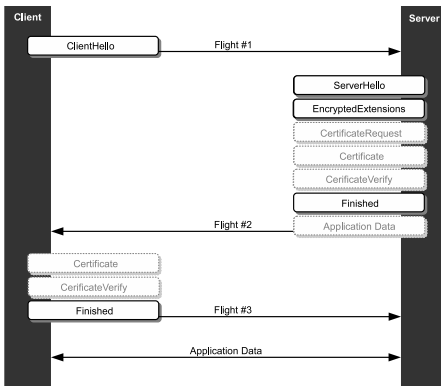 Client
Server
ClientHello
Flight #1
ServerHello
EncryptedExtensions
CertificateRequest
Certificate
CerificateVerify
Finished
Flight #2
Application Data
Certificate
CerificateVerify
Finished
Flight #3
Application Data